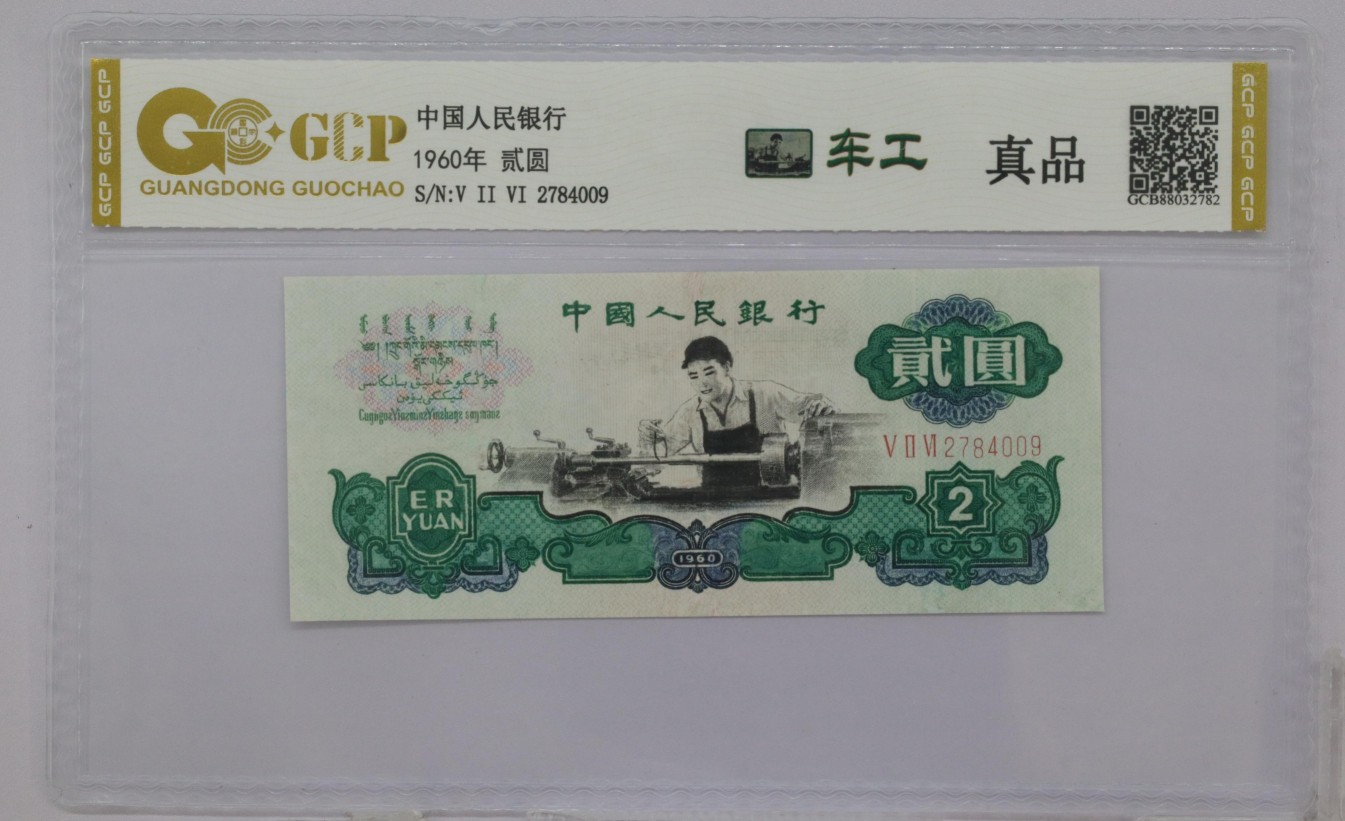 GCP GCP GCP
GCP
GUANGDONG GUOCHAO
中国人民银行
1960年 贰圆
S/N:V II VI 2784009
车工
真品
GCB88032782
GCP GCP GCP
中國人民銀行
貳圓
VⅡⅥ2784009
ER
YUAN
1960
2